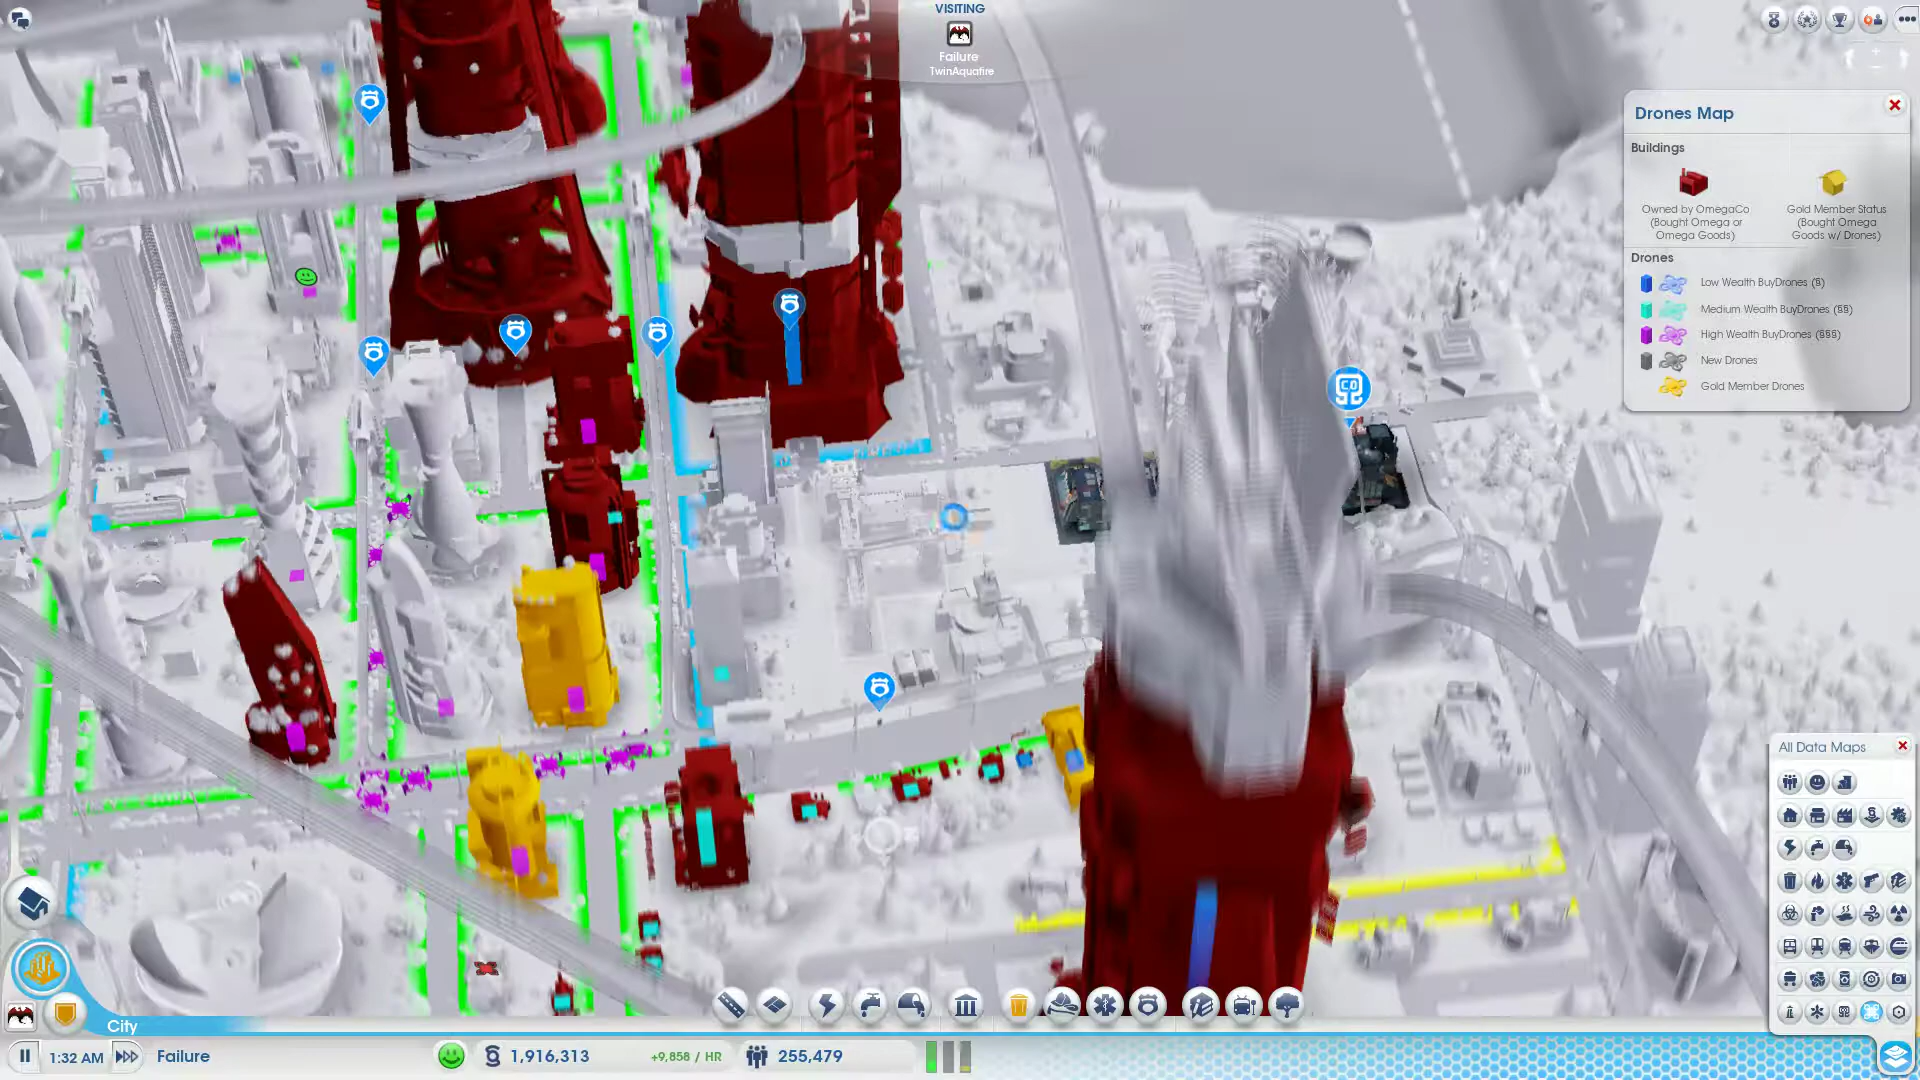 VISITING
Failure
TwinAquafire
Drones Map
Buildings
Owned by OmegaCo
(Bought Omega or
Omega Goods)
Gold Member Status
(Bought Omega
Goods w/ Drones)
Drones
Low Wealth BuyDrones (§)
Medium Wealth BuyDrones (§§)
High Wealth BuyDrones (§§§)
New Drones
Gold Member Drones
All Data Maps
City
1:32 AM
Failure
1,916,313
+9,858 / HR
255,479